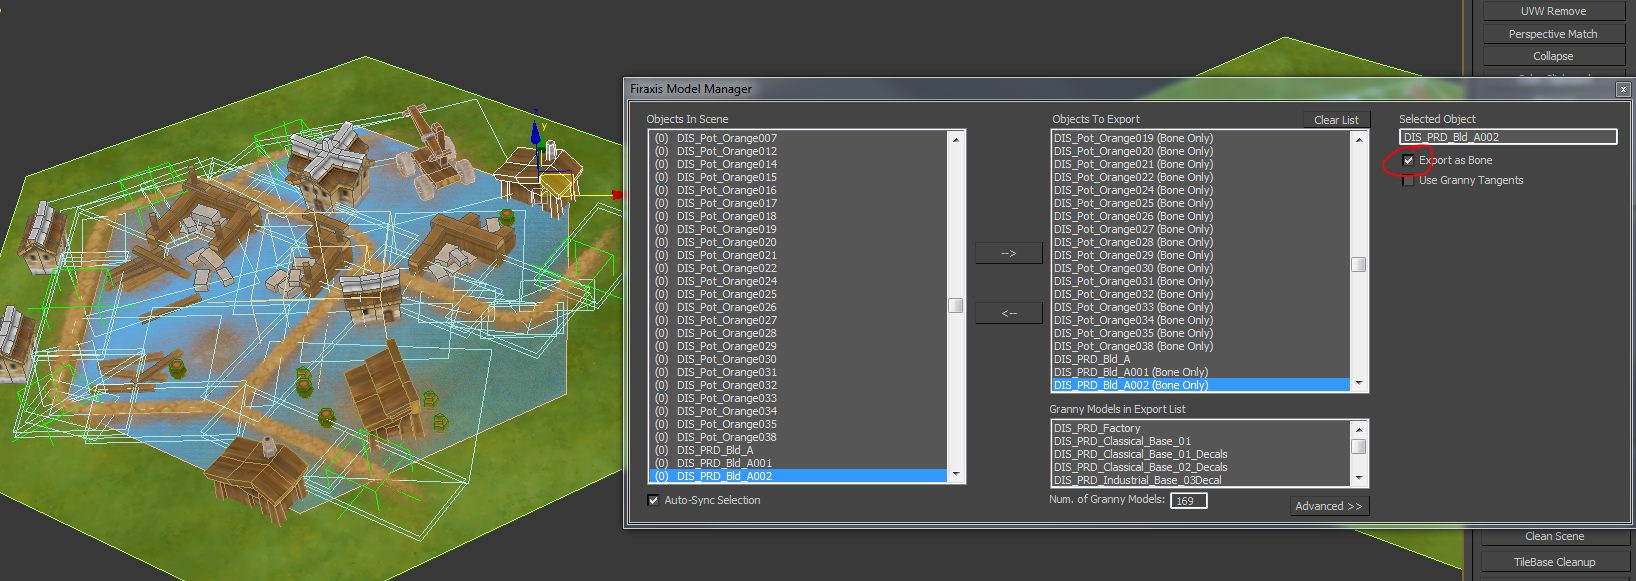 UVW Remove
Perspective Match
Collapse
Firaxis Model Manager
x
Objects In Scene
(0) DIS_Pot_Orange007
(0) DIS_Pot_Orange012
(0) DIS_Pot_Orange014
(0) DIS_Pot_Orange015
(0) DIS_Pot_Orange016
(0) DIS_Pot_Orange017
(0) DIS_Pot_Orange018
(0) DIS_Pot_Orange019
(0) DIS_Pot_Orange020
(0) DIS_Pot_Orange021
(0) DIS_Pot_Orange022
(0) DIS_Pot_Orange024
(0) DIS_Pot_Orange025
(0) DIS_Pot_Orange026
(0) DIS_Pot_Orange027
(0) DIS_Pot_Orange028
(0) DIS_Pot_Orange029
(0) DIS_Pot_Orange030
(0) DIS_Pot_Orange031
(0) DIS_Pot_Orange032
(0) DIS_Pot_Orange033
(0) DIS_Pot_Orange034
(0) DIS_Pot_Orange035
(0) DIS_Pot_Orange038
(0) DIS_PRD_Bld_A
(0) DIS_PRD_Bld_A001
(0) DIS_PRD_Bld_A002
Auto-Sync Selection
-->
<--
Objects To Export
Clear List
DIS_Pot_Orange019 (Bone Only)
DIS_Pot_Orange020 (Bone Only)
DIS_Pot_Orange021 (Bone Only)
DIS_Pot_Orange022 (Bone Only)
DIS_Pot_Orange024 (Bone Only)
DIS_Pot_Orange025 (Bone Only)
DIS_Pot_Orange026 (Bone Only)
DIS_Pot_Orange027 (Bone Only)
DIS_Pot_Orange028 (Bone Only)
DIS_Pot_Orange029 (Bone Only)
DIS_Pot_Orange030 (Bone Only)
DIS_Pot_Orange031 (Bone Only)
DIS_Pot_Orange032 (Bone Only)
DIS_Pot_Orange033 (Bone Only)
DIS_Pot_Orange034 (Bone Only)
DIS_Pot_Orange035 (Bone Only)
DIS_Pot_Orange038 (Bone Only)
DIS_PRD_Bld_A
DIS_PRD_Bld_A001 (Bone Only)
DIS_PRD_Bld_A002 (Bone Only)
Granny Models in Export List
DIS_PRD_Factory
DIS_PRD_Classical_Base_01
DIS_PRD_Classical_Base_01_Decals
DIS_PRD_Classical_Base_02_Decals
DIS_PRD_Industrial_Base_03Decal
Num. of Granny Models: 169
Advanced >>
Selected Object
DIS_PRD_Bld_A002
Export as Bone
Use Granny Tangents
Clean Scene
TileBase Cleanup
z
y